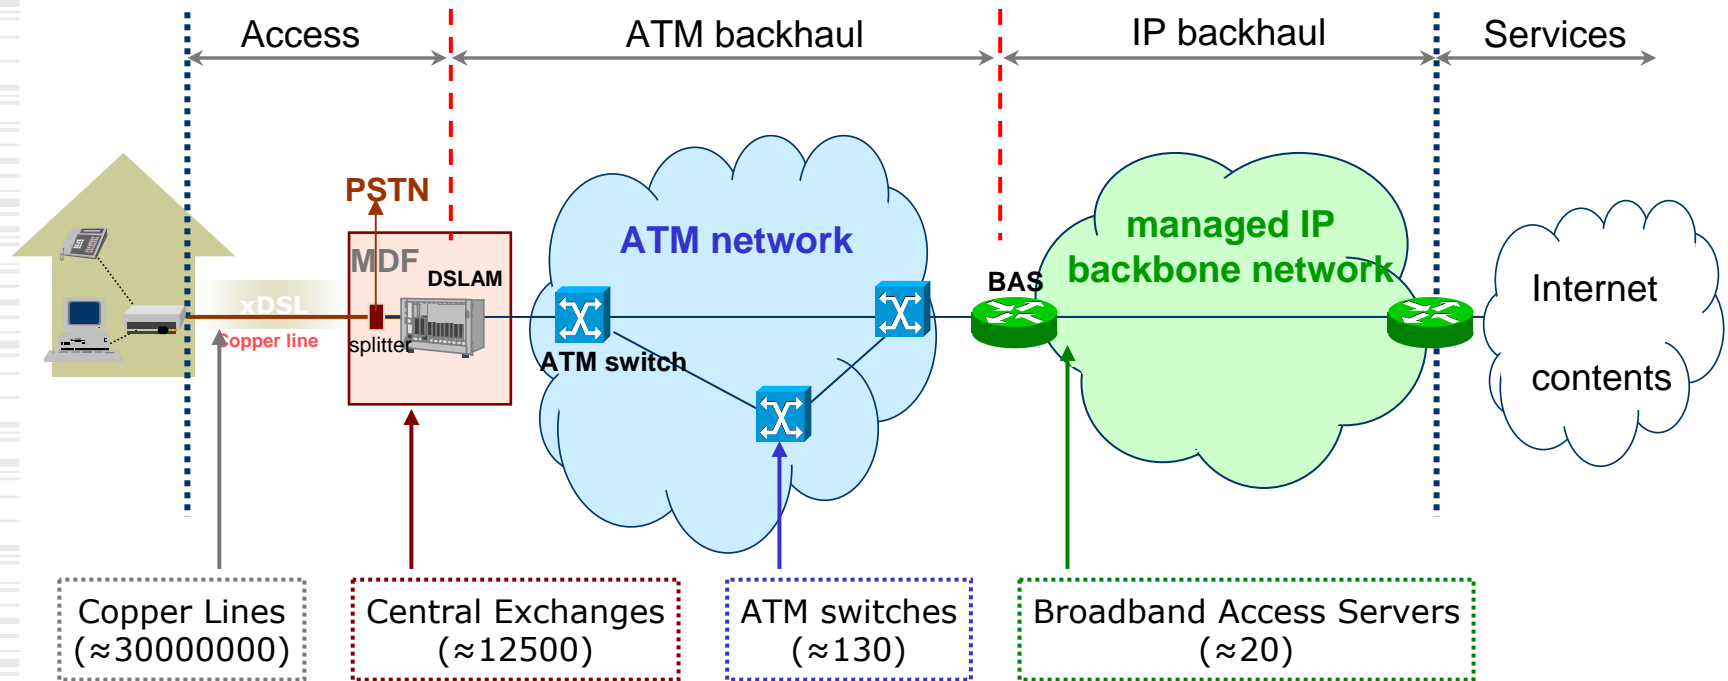 Access
ATM backhaul
IP backhaul
Services
PSTN
MDF
DSLAM
xDSL
Copper line
splitter
ATM network
ATM switch
BAS
managed IP
backbone network
Internet
contents
Copper Lines
(≈30000000)
Central Exchanges
(≈12500)
ATM switches
(≈130)
Broadband Access Servers
(≈20)